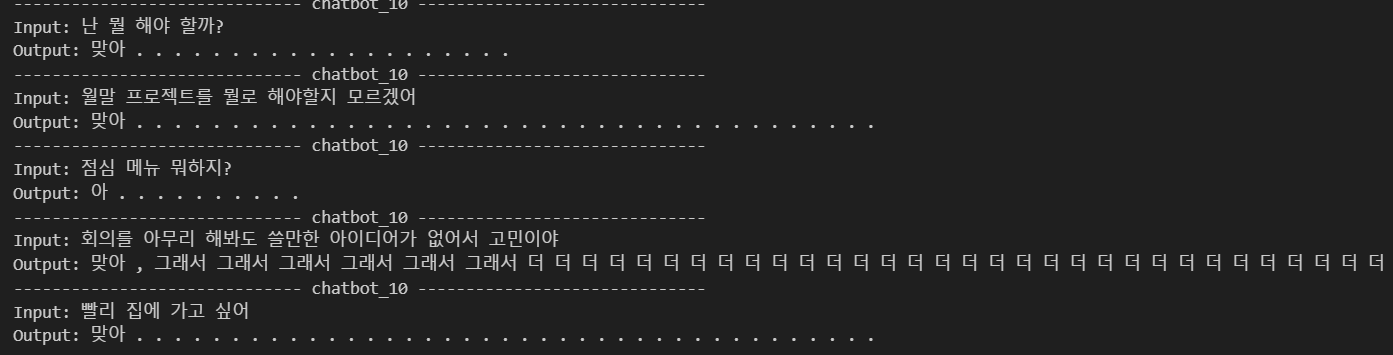 ------------------------------ chatbot_10 ------------------------------
Input: 난 뭘 해야 할까?
Output: 맞아 . . . . . . . . . . . . . . . . . . . .
------------------------------ chatbot_10 ------------------------------
Input: 월말 프로젝트를 뭘로 해야할지 모르겠어
Output: 맞아 . . . . . . . . . . . . . . . . . . . . . . . . . . . . . . . . . . . . . . .
------------------------------ chatbot_10 ------------------------------
Input: 점심 메뉴 뭐하지?
Output: 아 . . . . . . . . . .
------------------------------ chatbot_10 ------------------------------
Input: 회의를 아무리 해봐도 쓸만한 아이디어가 없어서 고민이야
Output: 맞아 , 그래서 그래서 그래서 그래서 그래서 그래서 더 더 더 더 더 더 더 더 더 더 더 더 더 더 더 더 더 더 더 더 더 더 더 더 더 더 더 더 더 더 더 더
------------------------------ chatbot_10 ------------------------------
Input: 빨리 집에 가고 싶어
Output: 맞아 . . . . . . . . . . . . . . . . . . . . . . . . . . . . . . . . . . . . . . .